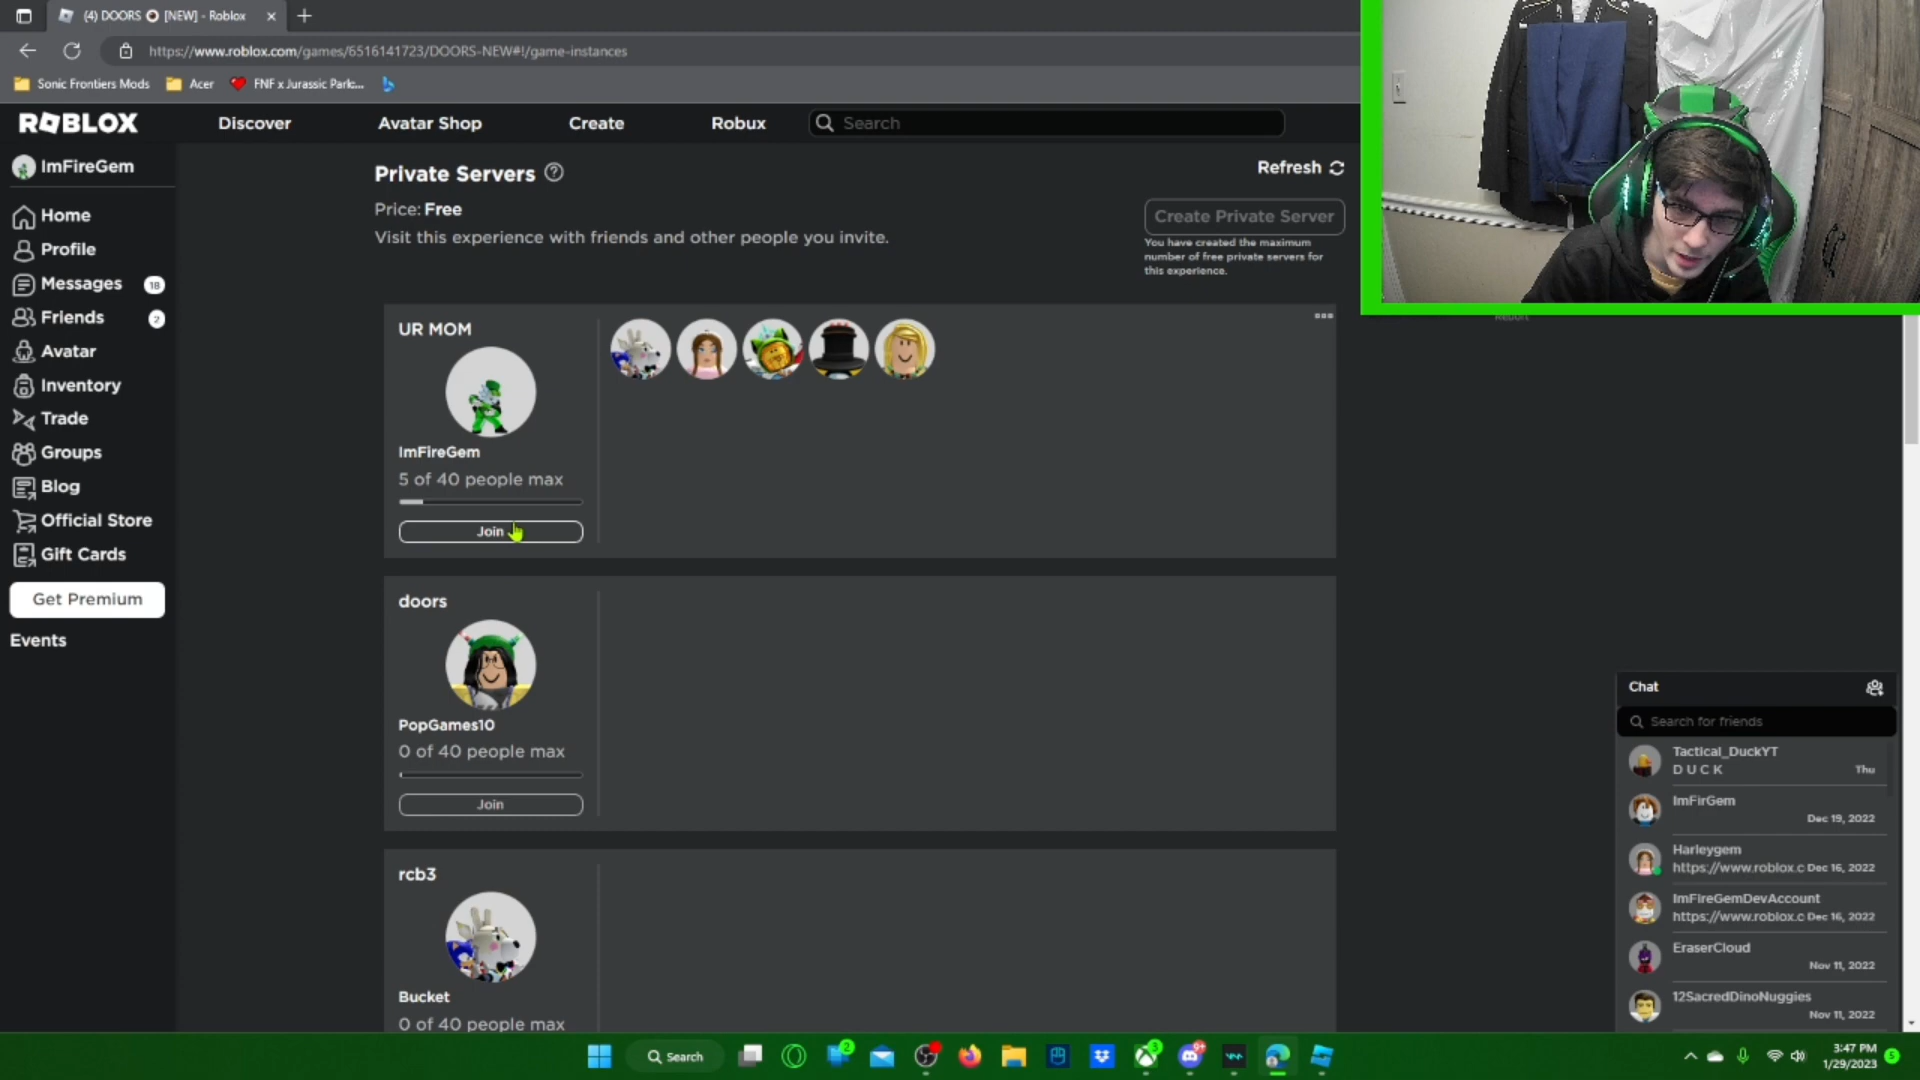 (4) DOORS [NEW] - Roblox
https://www.roblox.com/games/6516141723/DOORS-NEW#!/game-instances
Sonic Frontiers Mods
Acer
FNF x Jurassic Park:...
ROBLOX
Discover
Avatar Shop
Create
Robux
Search
ImFireGem
Home
Profile
Messages 18
Friends 2
Avatar
Inventory
Trade
Groups
Blog
Official Store
Gift Cards
Get Premium
Events
Private Servers ?
Refresh
Price: Free
Visit this experience with friends and other people you invite.
Create Private Server
You have created the maximum
number of free private servers for
this experience.
UR MOM
ImFireGem
5 of 40 people max
Join
doors
PopGames10
0 of 40 people max
Join
rcb3
Bucket
0 of 40 people max
Chat
Search for friends
Tactical_DuckYT
D U C K Thu
ImFirGem
Dec 19, 2022
Harleygem
https://www.roblox.c Dec 16, 2022
ImFireGemDevAccount
https://www.roblox.c Dec 16, 2022
EraserCloud
Nov 11, 2022
12SacredDinoNuggies
Nov 11, 2022
Search
2
3
9+
3:47 PM
1/29/2023
5